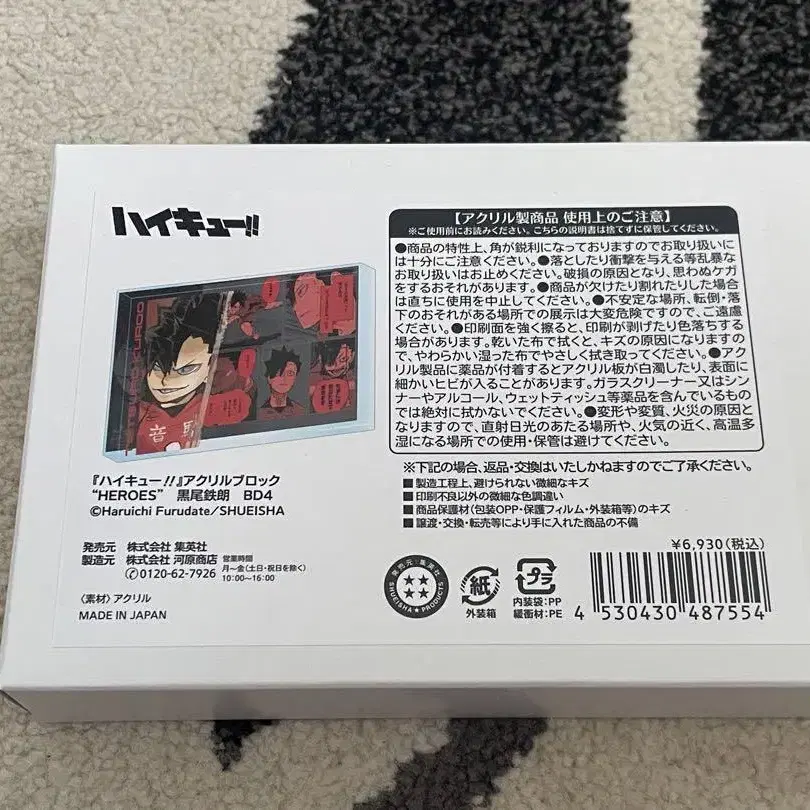 ハイキュー!!
音駒
『ハイキュー!!』アクリルブロック
“HEROES” 黒尾鉄朗 BD4
©Haruichi Furudate/SHUEISHA
発売元 株式会社 集英社
製造元 株式会社 河原商店
0120-62-7926
営業時間
月〜金(土・日・祝日を除く)
10:00〜16:00
〈素材〉アクリル
MADE IN JAPAN
【アクリル製商品 使用上のご注意】
※ご使用前にお読みください。こちらの説明書は捨てずに保管してください。
●商品の特性上、角が鋭利になっておりますのでお取り扱いに
は十分にご注意ください。●落としたり衝撃を与える等乱暴な
お取り扱いはお止めください。破損の原因となり、思わぬケガ
をするおそれがあります。●商品が欠けたり割れたりした場合
は直ちに使用を中止してください。●不安定な場所、転倒・落
下のおそれがある場所での展示は大変危険ですので、ご遠慮
ください。●印刷面を強く擦ると、印刷が剥げたり色落ちする
場合があります。乾いた布で拭くと、キズの原因になりますの
で、やわらかい湿った布でやさしく拭き取ってください。●アク
リル製品に薬品が付着するとアクリル板が白濁したり、表面に
細かいヒビが入ることがあります。ガラスクリーナー又はシン
ナーやアルコール、ウェットティッシュ等薬品を含んでいるもの
では絶対に拭かないでください。●変形や変質、火災の原因と
なりますので、直射日光のあたる場所や、火気の近く、高温多
湿になる場所での使用・保管は避けてください。
※下記の場合、返品・交換はいたしかねますのでご了承ください。
■製造工程上、避けられない微細なキズ
■印刷不良以外の微細な色調違い
■商品保護材(包装OPP・保護フィルム・外装箱等)のキズ
■譲渡・交換・転売等により手に入れた商品の不備
発売元:集英社
SHUEISHA PRODUCTS
紙
外装箱
プラ
内装袋:PP
緩衝材:PE
¥6,930(税込)
4 530430 487554